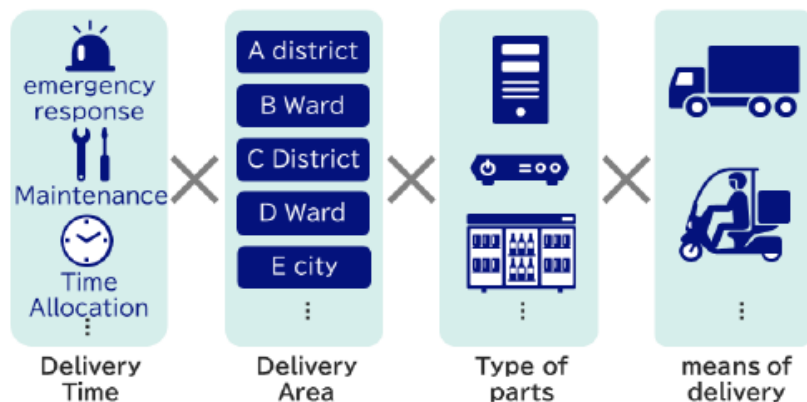 emergency
response
Maintenance
Time
Allocation
Delivery
Time
A district
B Ward
C District
D Ward
E city
Delivery
Area
Type of
parts
means of
delivery